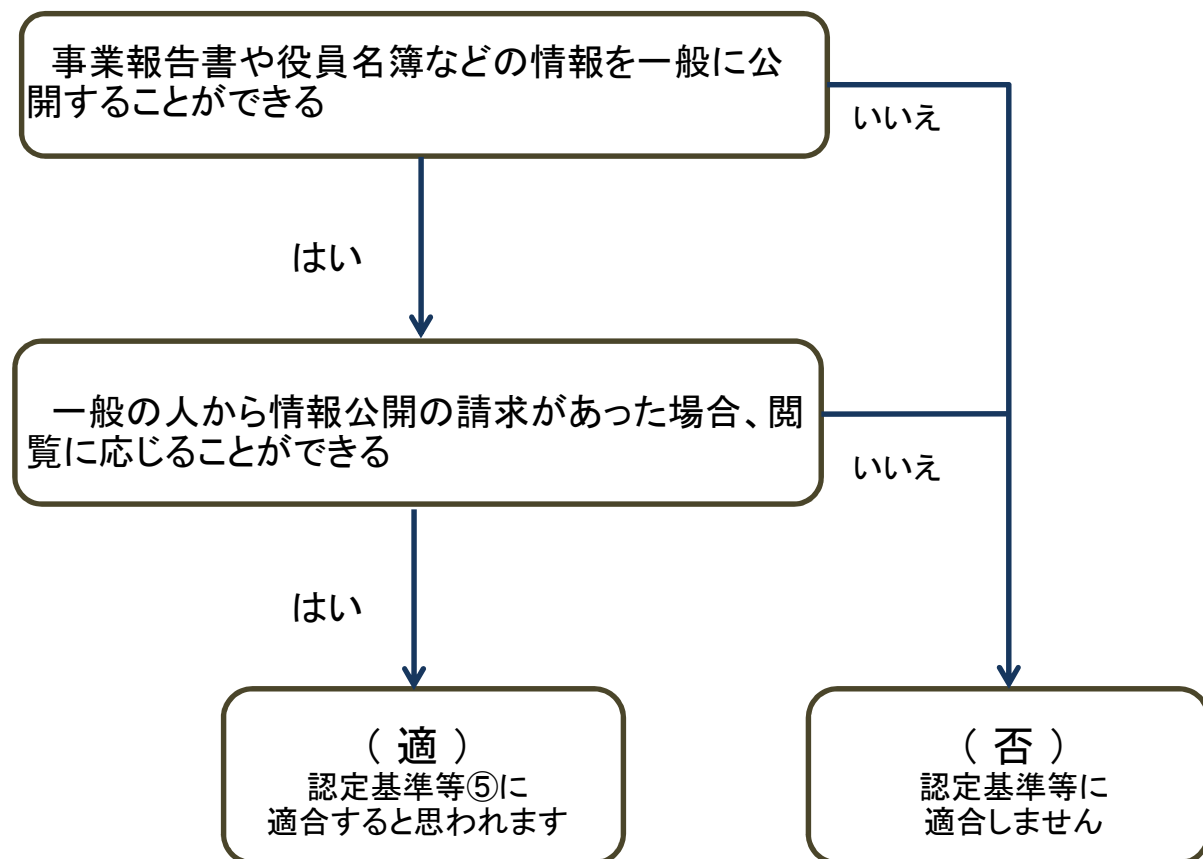 事業報告書や役員名簿などの情報を一般に公
開することができる
いいえ
はい
一般の人から情報公開の請求があった場合、閲
覧に応じることができる
いいえ
はい
（ 適 ）
認定基準等⑤に
適合すると思われます
（ 否 ）
認定基準等に
適合しません